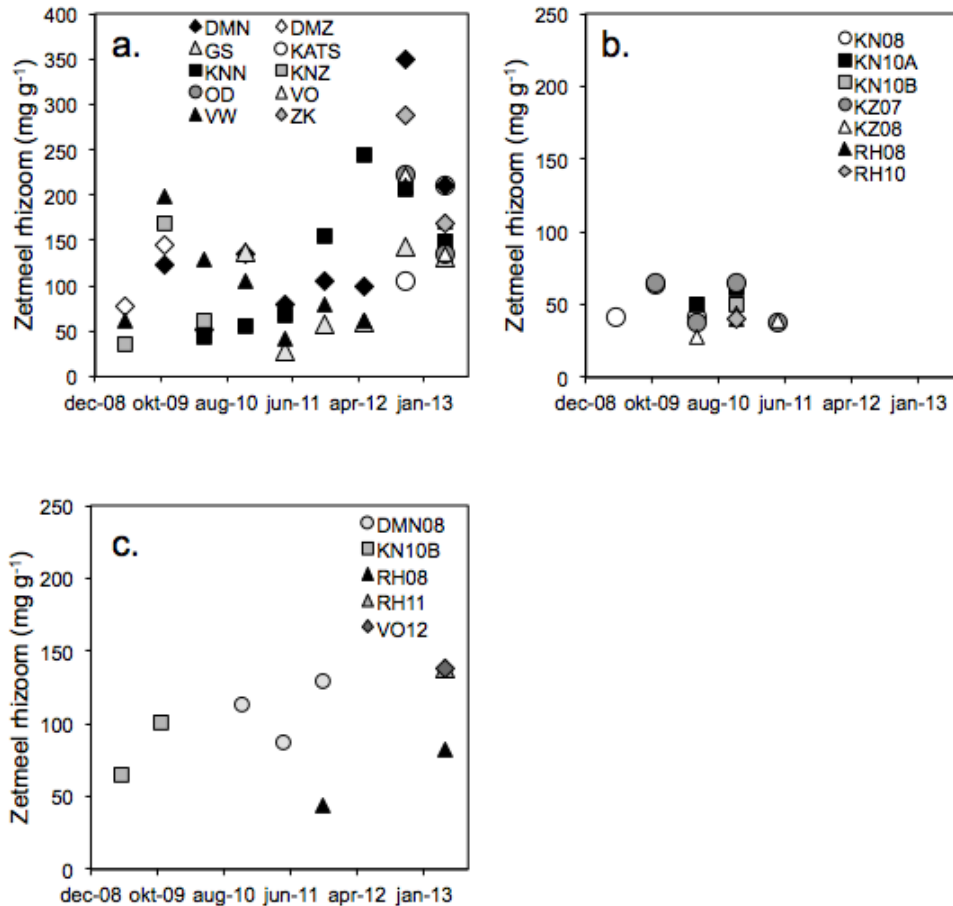 a.
DMN DMZ
GS KATS
KNN KNZ
OD VO
VW ZK
Zetmeel rhizoom (mg g⁻¹)
400
350
300
250
200
150
100
50
0
dec-08 okt-09 aug-10 jun-11 apr-12 jan-13
b.
KN08
KN10A
KN10B
KZ07
KZ08
RH08
RH10
Zetmeel rhizoom (mg g⁻¹)
250
200
150
100
50
0
dec-08 okt-09 aug-10 jun-11 apr-12 jan-13
c.
DMN08
KN10B
RH08
RH11
VO12
Zetmeel rhizoom (mg g⁻¹)
250
200
150
100
50
0
dec-08 okt-09 aug-10 jun-11 apr-12 jan-13